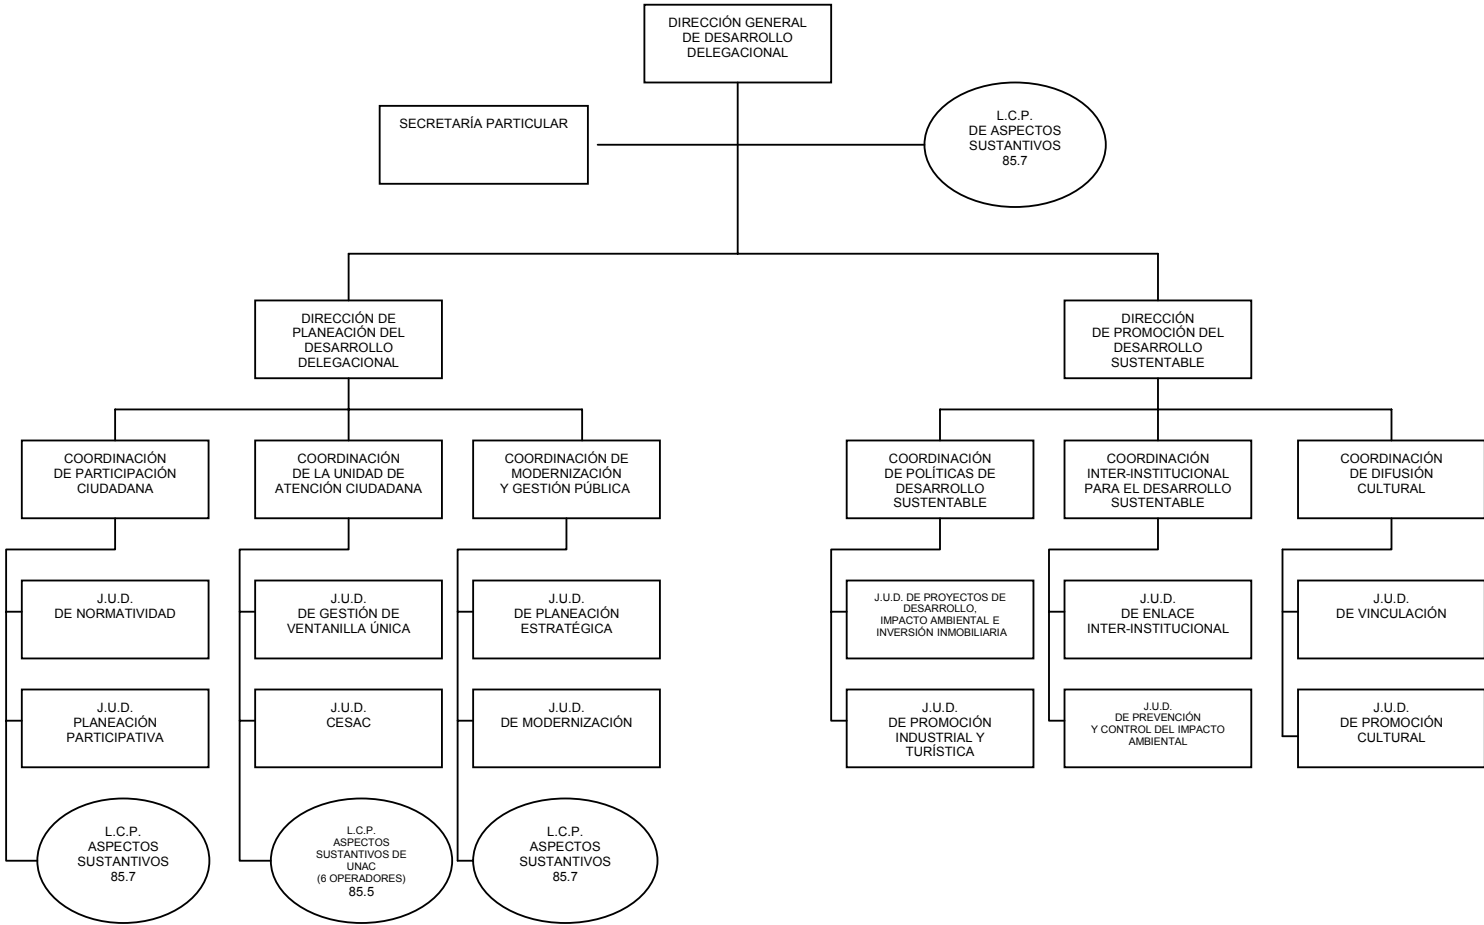 DIRECCIÓN GENERAL
DE DESARROLLO
DELEGACIONAL
SECRETARÍA PARTICULAR
L.C.P.
DE ASPECTOS
SUSTANTIVOS
85.7
DIRECCIÓN DE
PLANEACIÓN DEL
DESARROLLO
DELEGACIONAL
DIRECCIÓN
DE PROMOCIÓN DEL
DESARROLLO
SUSTENTABLE
COORDINACIÓN
DE PARTICIPACIÓN
CIUDADANA
COORDINACIÓN
DE LA UNIDAD DE
ATENCIÓN CIUDADANA
COORDINACIÓN DE
MODERNIZACIÓN
Y GESTIÓN PÚBLICA
COORDINACIÓN
DE POLÍTICAS DE
DESARROLLO
SUSTENTABLE
COORDINACIÓN
INTER-INSTITUCIONAL
PARA EL DESARROLLO
SUSTENTABLE
COORDINACIÓN
DE DIFUSIÓN
CULTURAL
J.U.D.
DE NORMATIVIDAD
J.U.D.
DE GESTIÓN DE
VENTANILLA ÚNICA
J.U.D.
DE PLANEACIÓN
ESTRATÉGICA
J.U.D. DE PROYECTOS DE
DESARROLLO,
IMPACTO AMBIENTAL E
INVERSIÓN INMOBILIARIA
J.U.D.
DE ENLACE
INTER-INSTITUCIONAL
J.U.D.
DE VINCULACIÓN
J.U.D.
PLANEACIÓN
PARTICIPATIVA
J.U.D.
CESAC
J.U.D.
DE MODERNIZACIÓN
J.U.D.
DE PROMOCIÓN
INDUSTRIAL Y
TURÍSTICA
J.U.D.
DE PREVENCIÓN
Y CONTROL DEL IMPACTO
AMBIENTAL
J.U.D.
DE PROMOCIÓN
CULTURAL
L.C.P.
ASPECTOS
SUSTANTIVOS
85.7
L.C.P.
ASPECTOS
SUSTANTIVOS DE
UNAC
(6 OPERADORES)
85.5
L.C.P.
ASPECTOS
SUSTANTIVOS
85.7